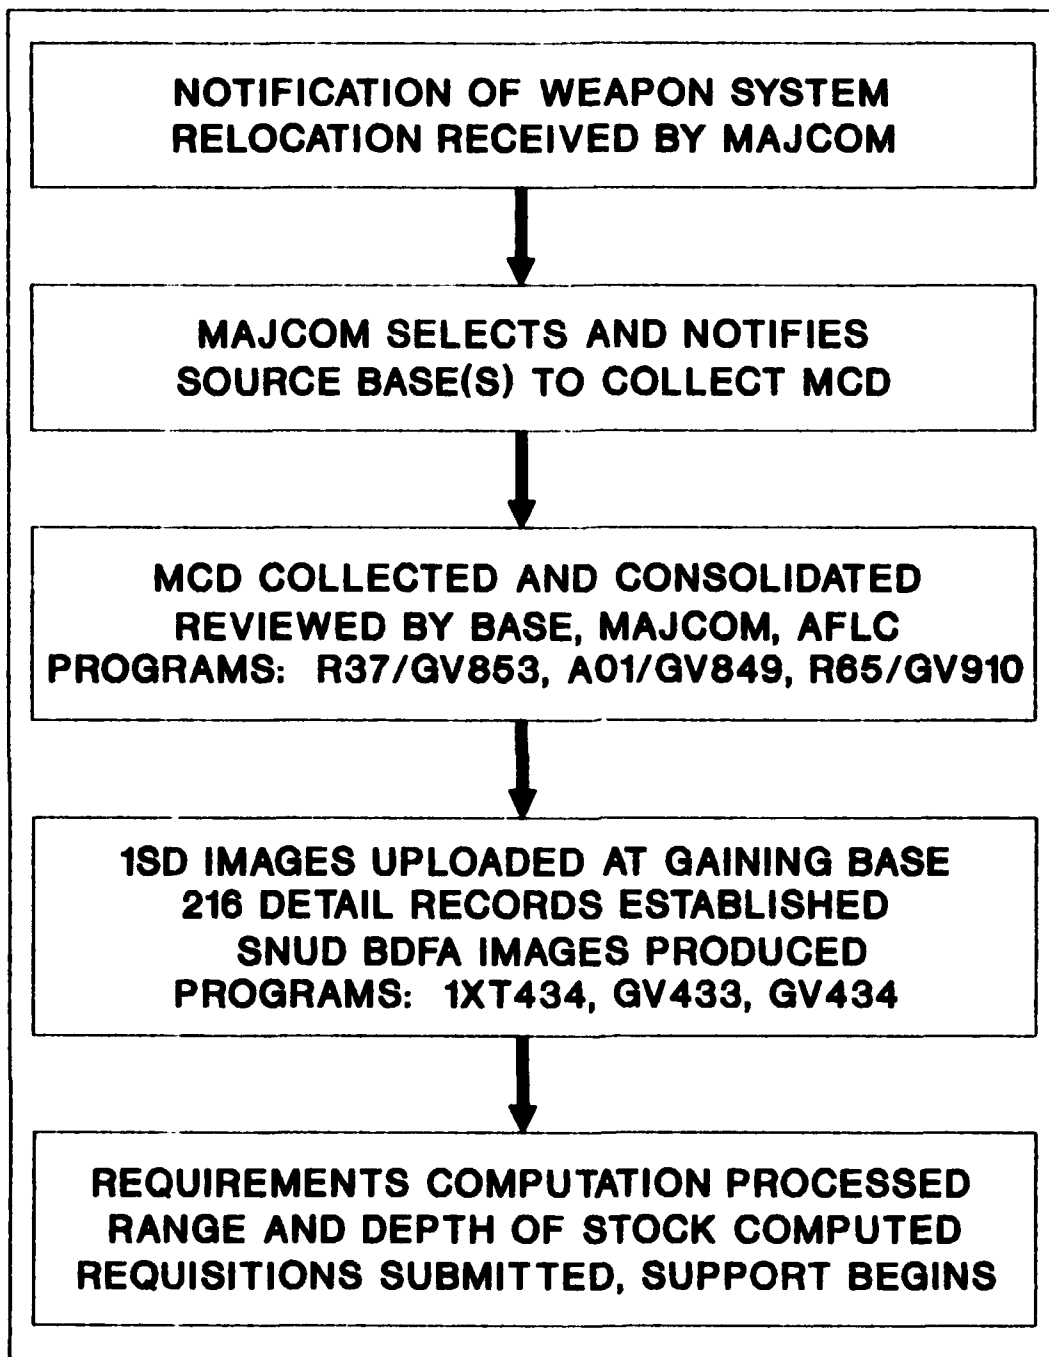 NOTIFICATION OF WEAPON SYSTEM
RELOCATION RECEIVED BY MAJCOM
MAJCOM SELECTS AND NOTIFIES
SOURCE BASE(S) TO COLLECT MCD
MCD COLLECTED AND CONSOLIDATED
REVIEWED BY BASE, MAJCOM, AFLC
PROGRAMS: R37/GV853, A01/GV849, R65/GV910
1SD IMAGES UPLOADED AT GAINING BASE
216 DETAIL RECORDS ESTABLISHED
SNUD BDFA IMAGES PRODUCED
PROGRAMS: 1XT434, GV433, GV434
REQUIREMENTS COMPUTATION PROCESSED
RANGE AND DEPTH OF STOCK COMPUTED
REQUISITIONS SUBMITTED, SUPPORT BEGINS